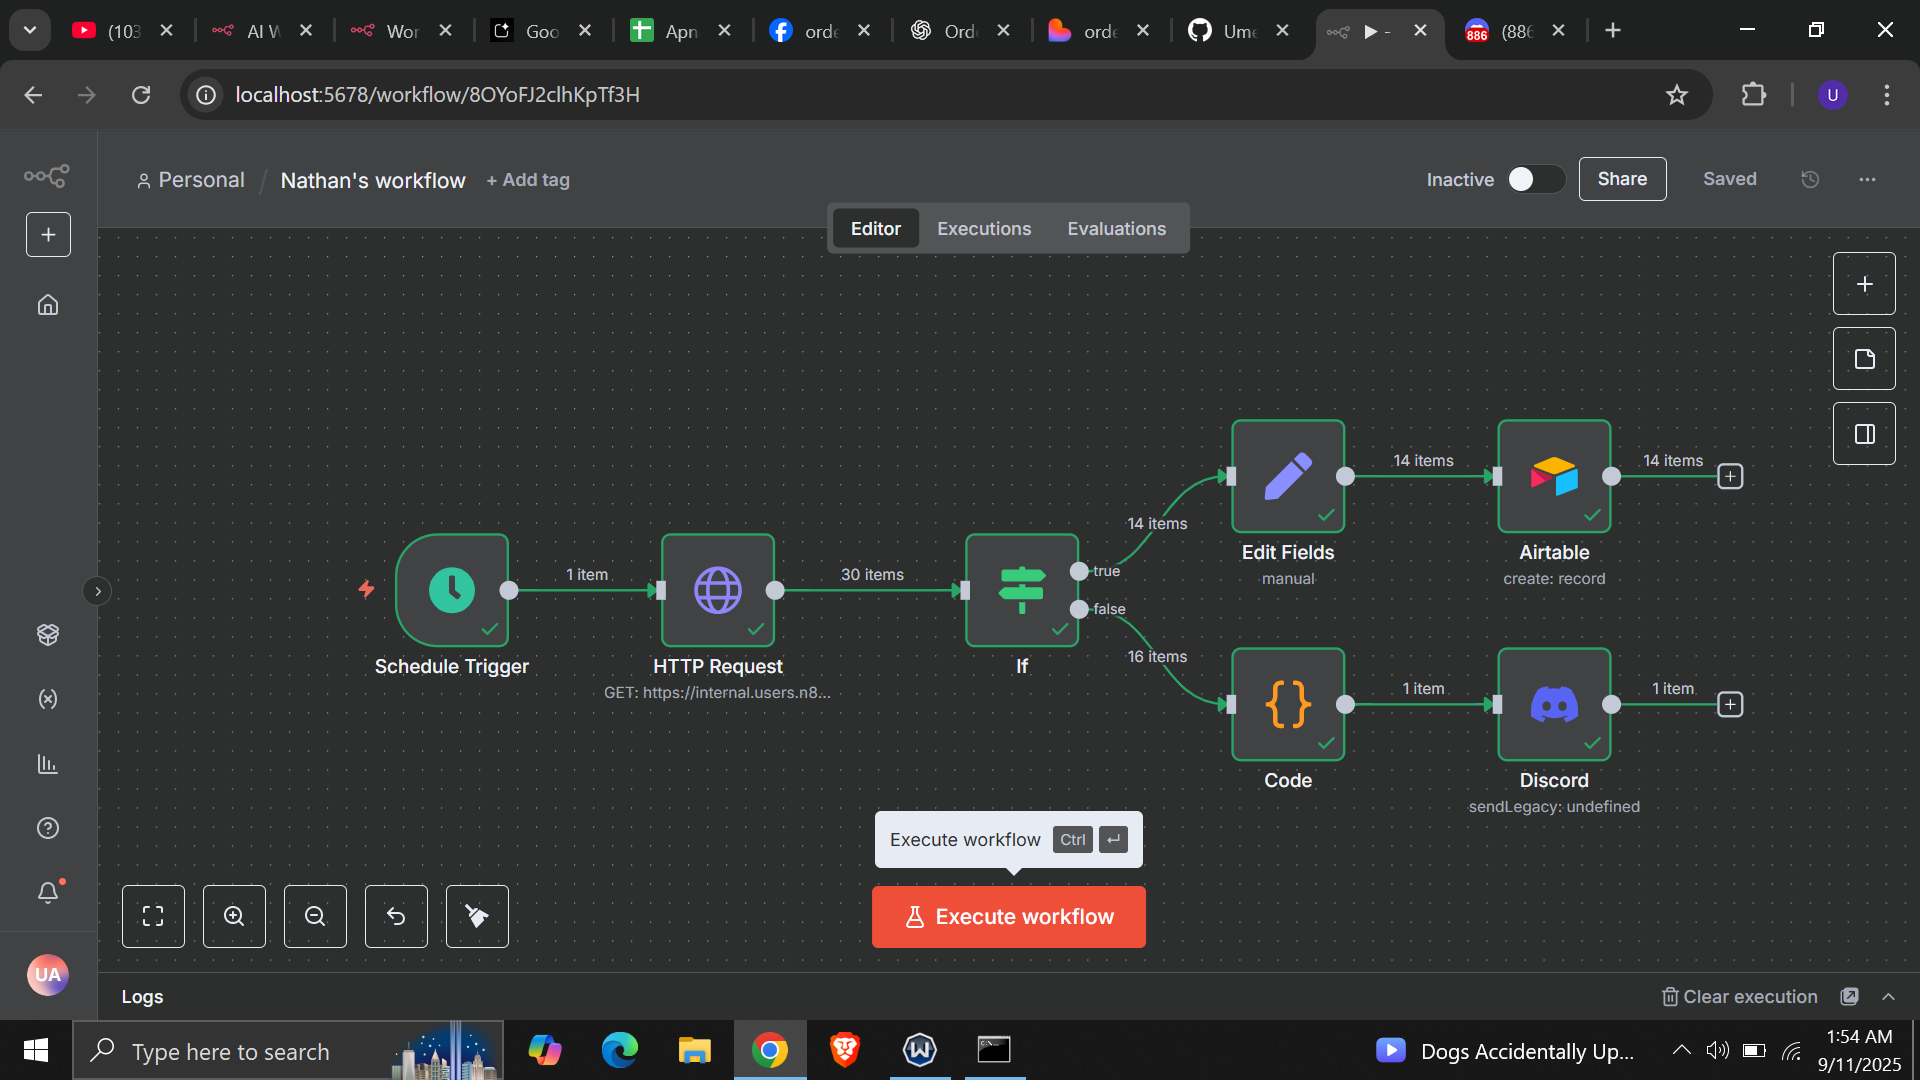 (103
AI W
Wor
Goo
Apn
orde
Ord
orde
Ume
-
886
(886
localhost:5678/workflow/8OYoFJ2clhKpTf3H
U
Personal / Nathan's workflow + Add tag
Inactive
Share
Saved
Editor
Executions
Evaluations
14 items
14 items
14 items
Edit Fields
manual
Airtable
create: record
1 item
30 items
true
false
Schedule Trigger
HTTP Request
GET: https://internal.users.n8...
If
16 items
1 item
1 item
{}
Code
Discord
sendLegacy: undefined
Execute workflow Ctrl ↵
Execute workflow
UA
Logs
Clear execution
Type here to search
Dogs Accidentally Up...
1:54 AM
9/11/2025